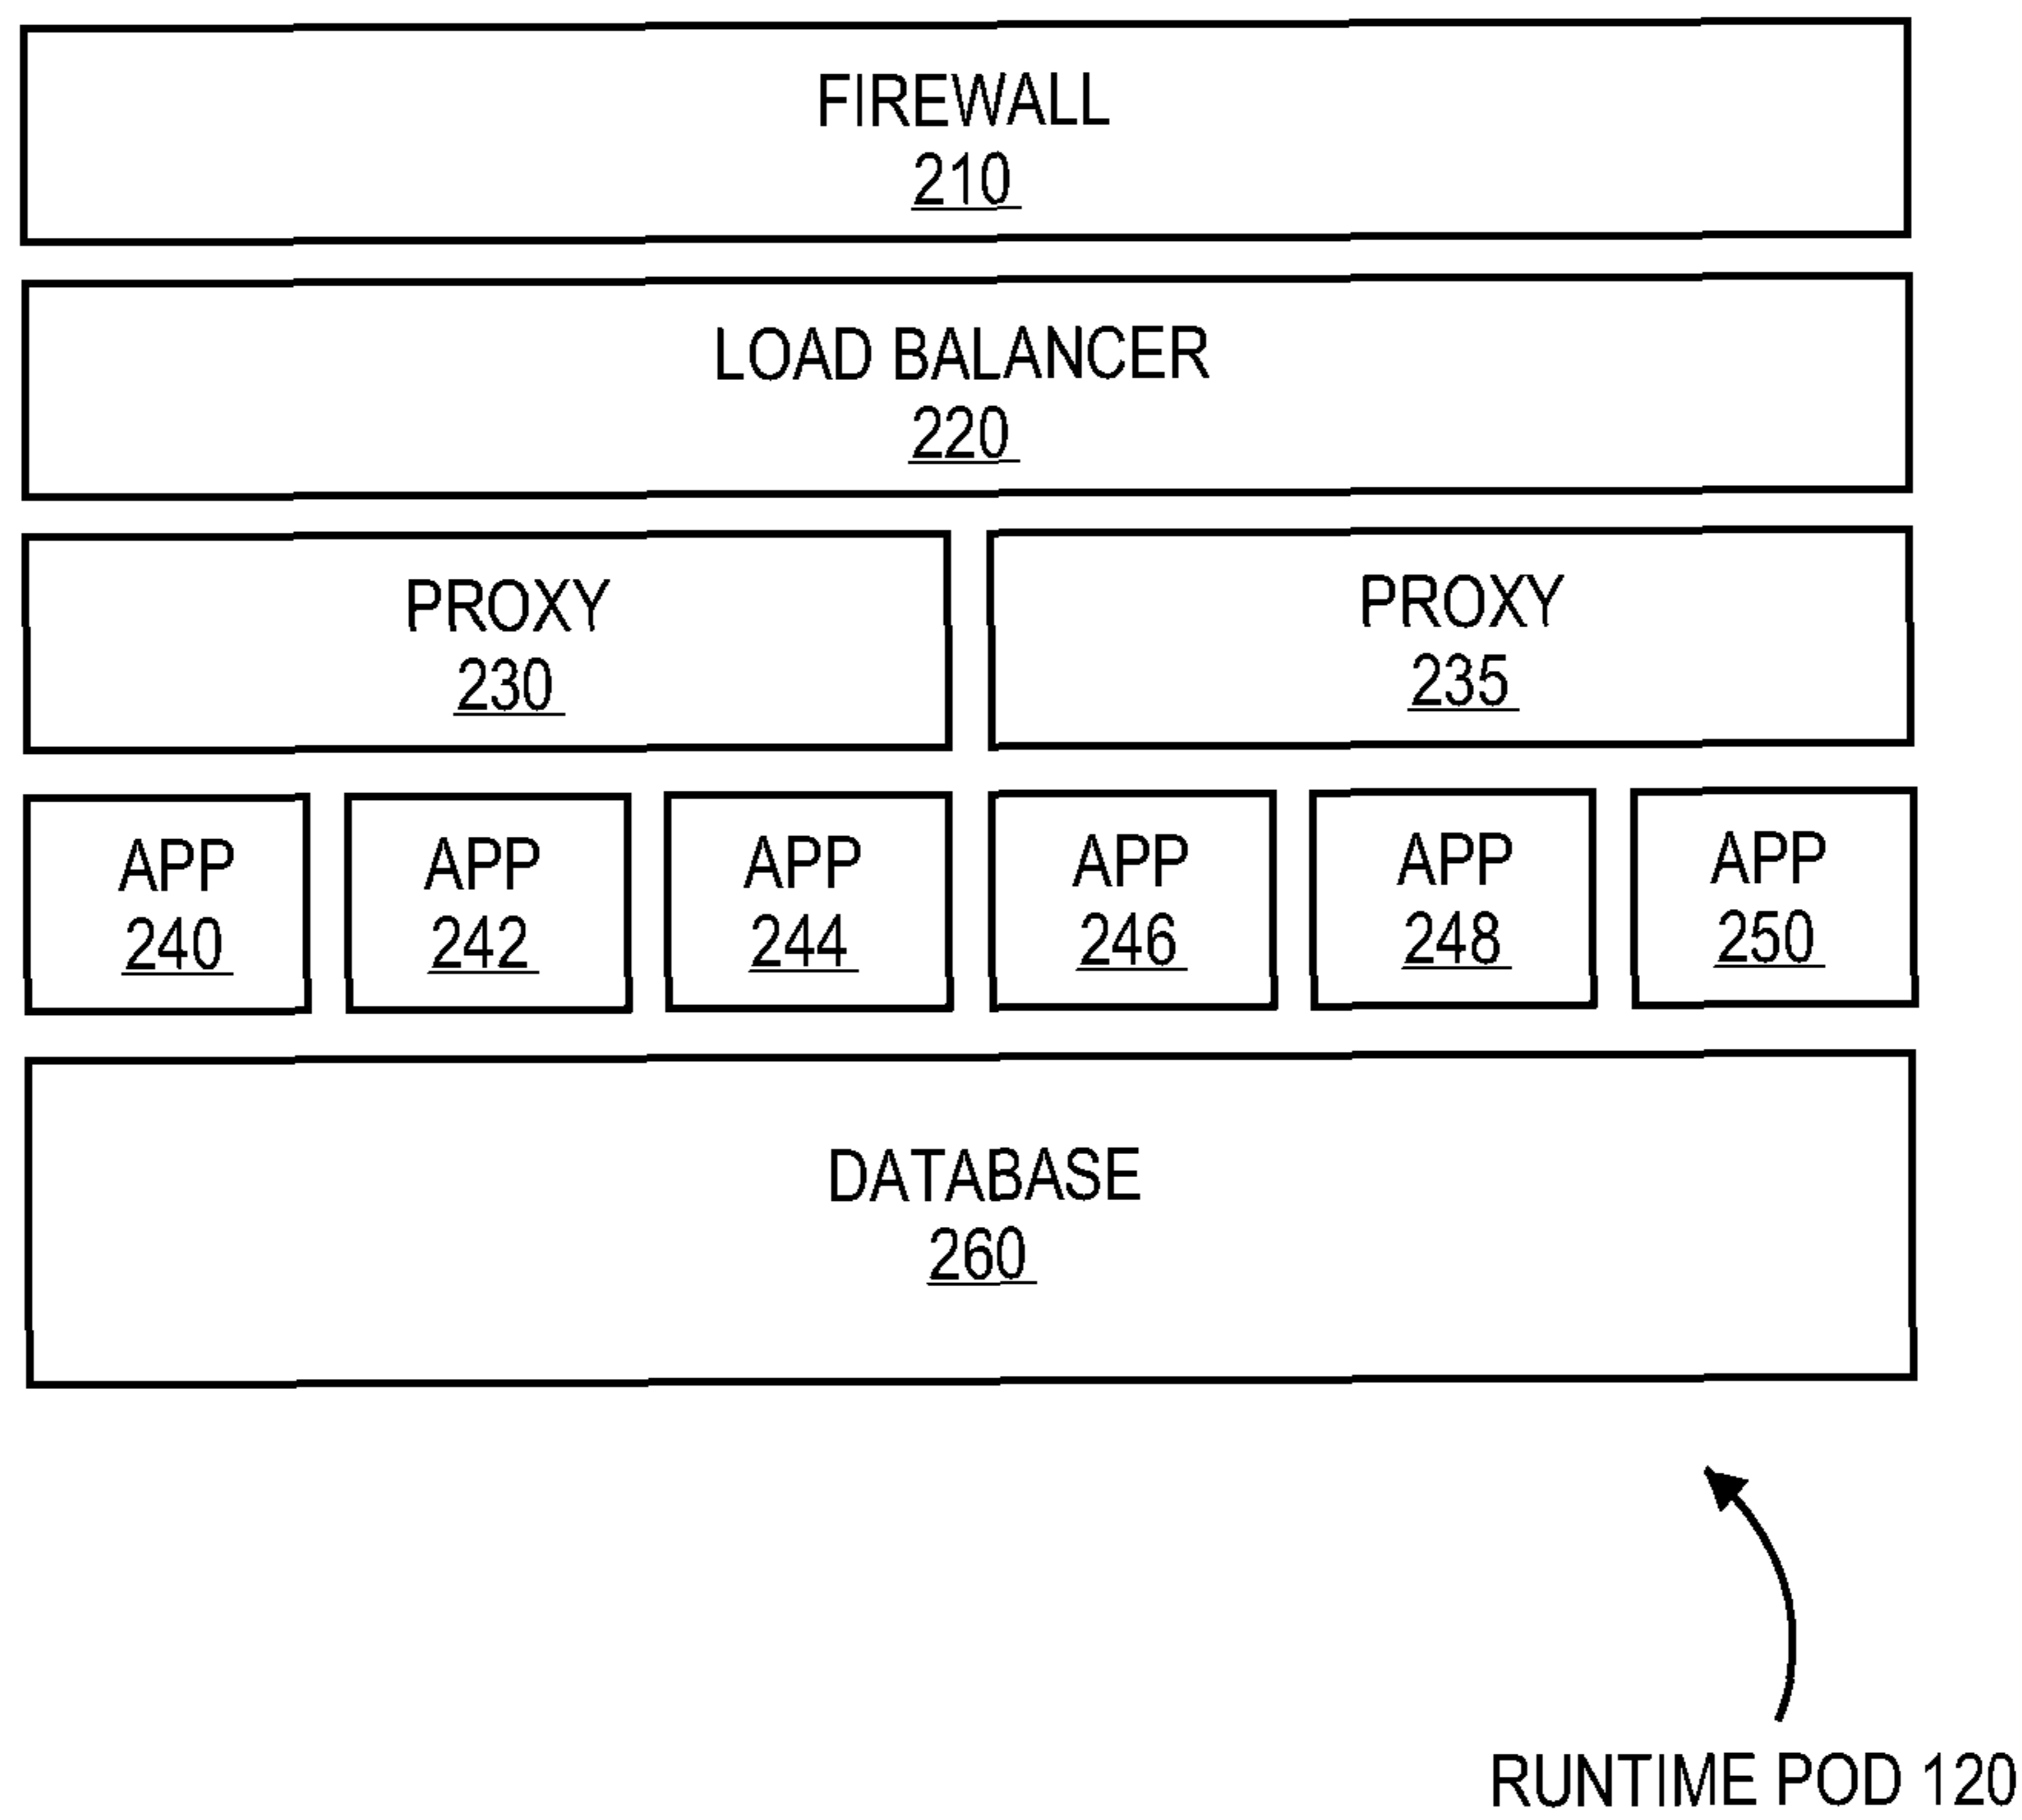 FIREWALL
210
LOAD BALANCER
220
PROXY
230
PROXY
235
APP
240
APP
242
APP
244
APP
246
APP
248
APP
250
DATABASE
260
RUNTIME POD 120